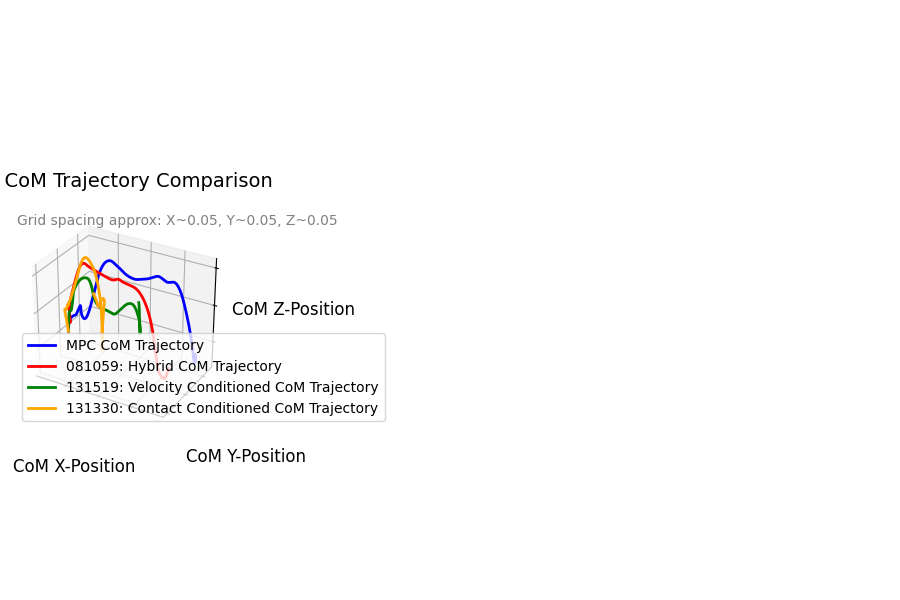 CoM Trajectory Comparison
Grid spacing approx: X~0.05, Y~0.05, Z~0.05
CoM Z-Position
MPC CoM Trajectory
081059: Hybrid CoM Trajectory
131519: Velocity Conditioned CoM Trajectory
131330: Contact Conditioned CoM Trajectory
CoM Y-Position
CoM X-Position